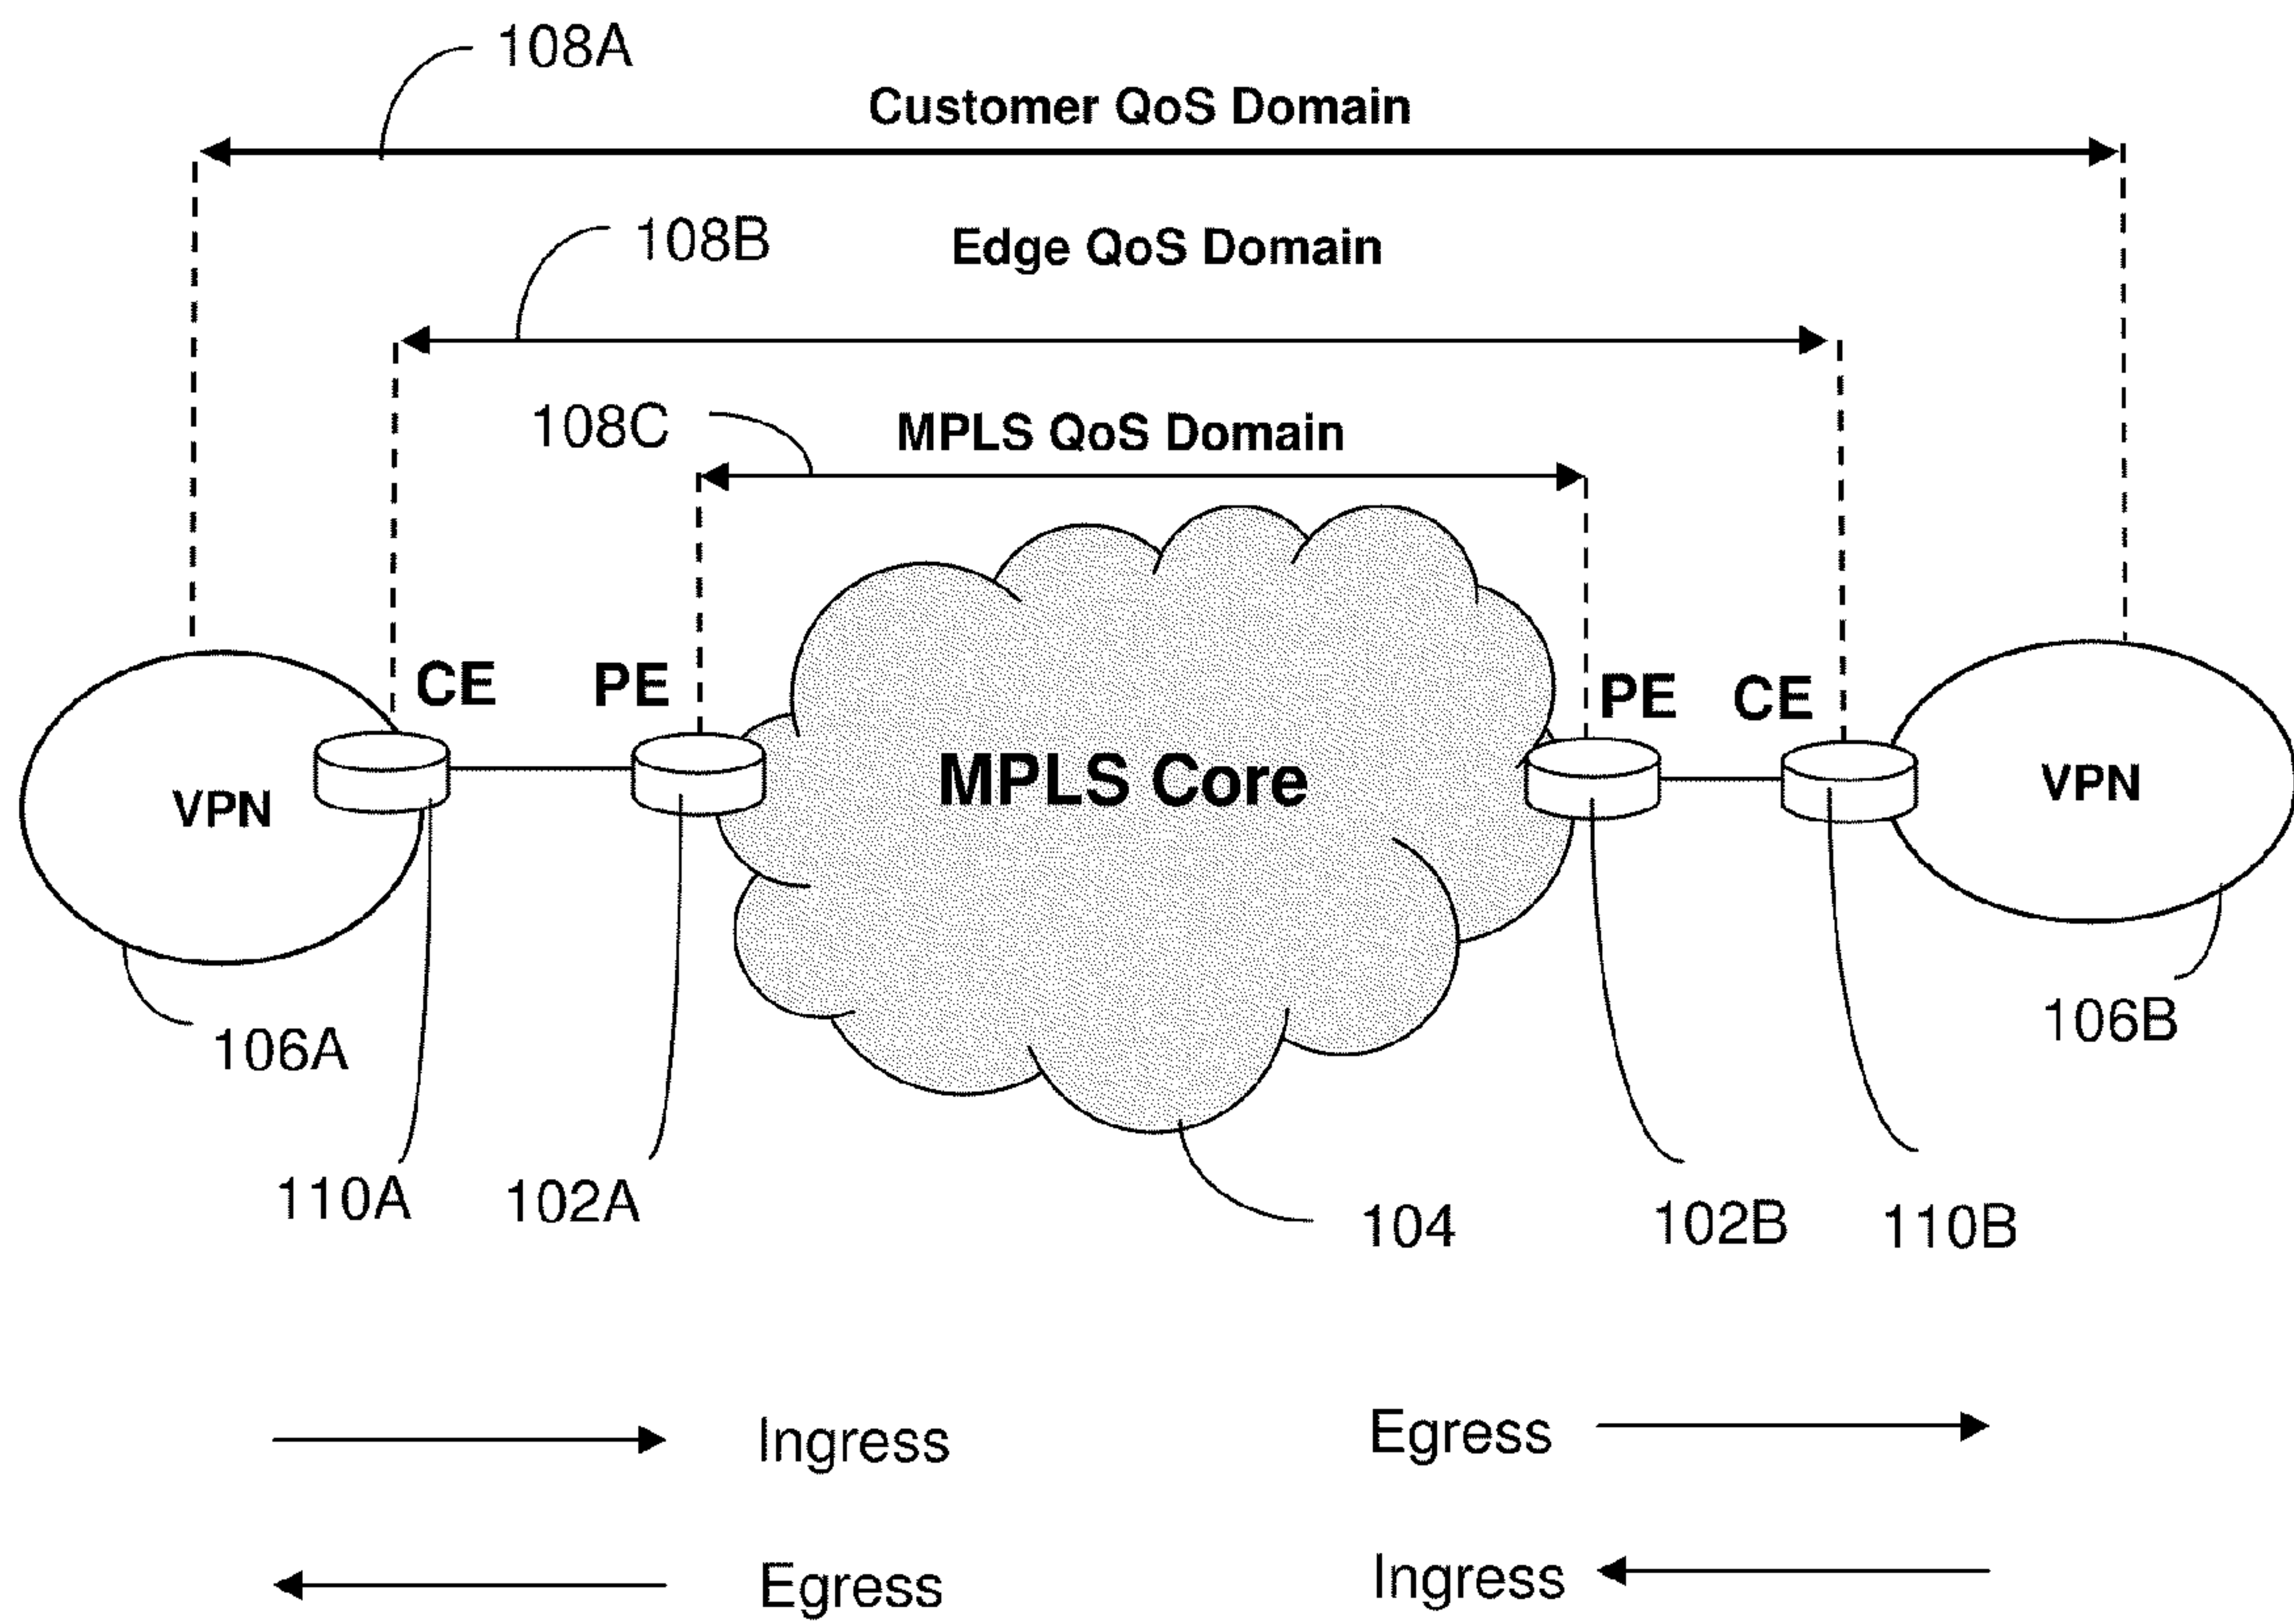 108A
Customer QoS Domain
108B
Edge QoS Domain
108C
MPLS QoS Domain
CE
PE
PE
CE
VPN
MPLS Core
VPN
106A
106B
110A
102A
104
102B
110B
Ingress
Egress
Egress
Ingress